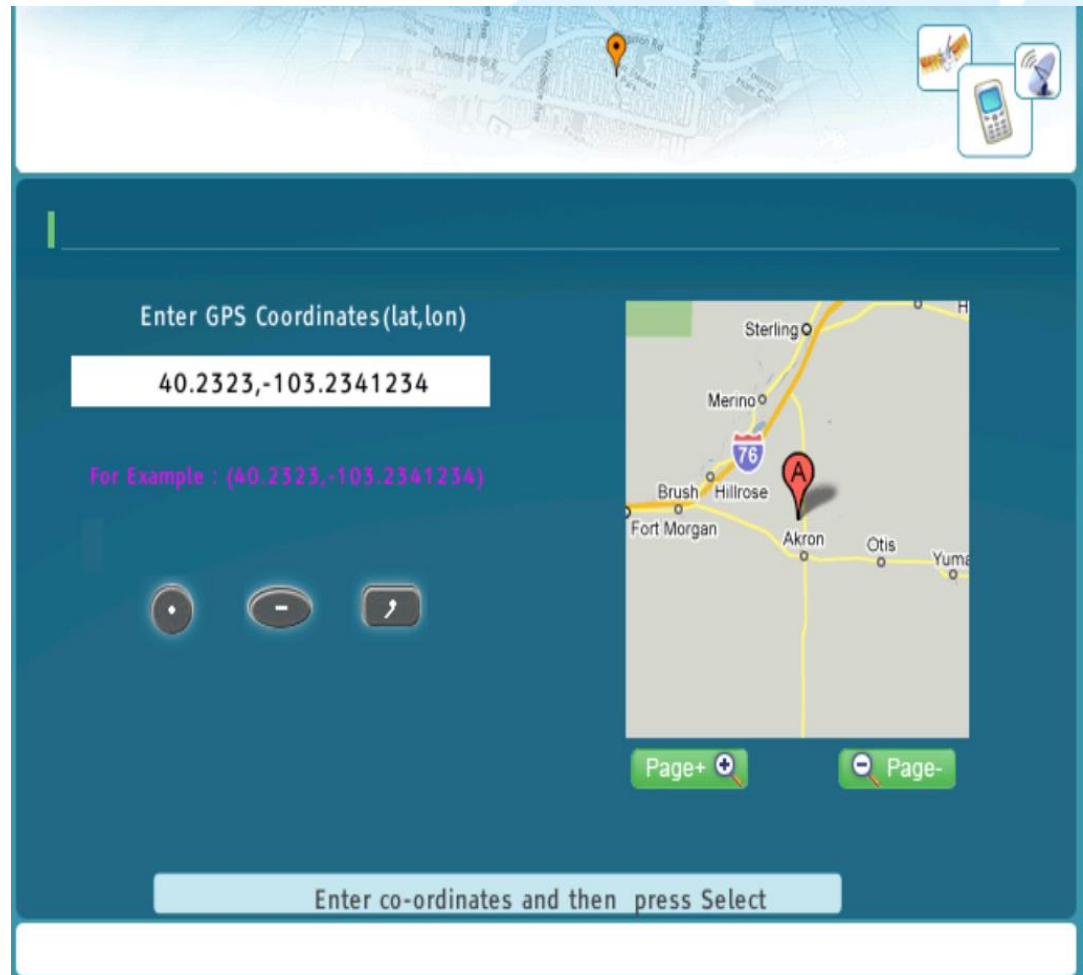 Enter GPS Coordinates(lat,lon)
40.2323,-103.2341234
For Example : (40.2323,-103.2341234)
Sterling
H
Merino
76
A
Brush
Hillrose
Fort Morgan
Akron
Otis
Yuma
Page+
Page-
Enter co-ordinates and then press Select